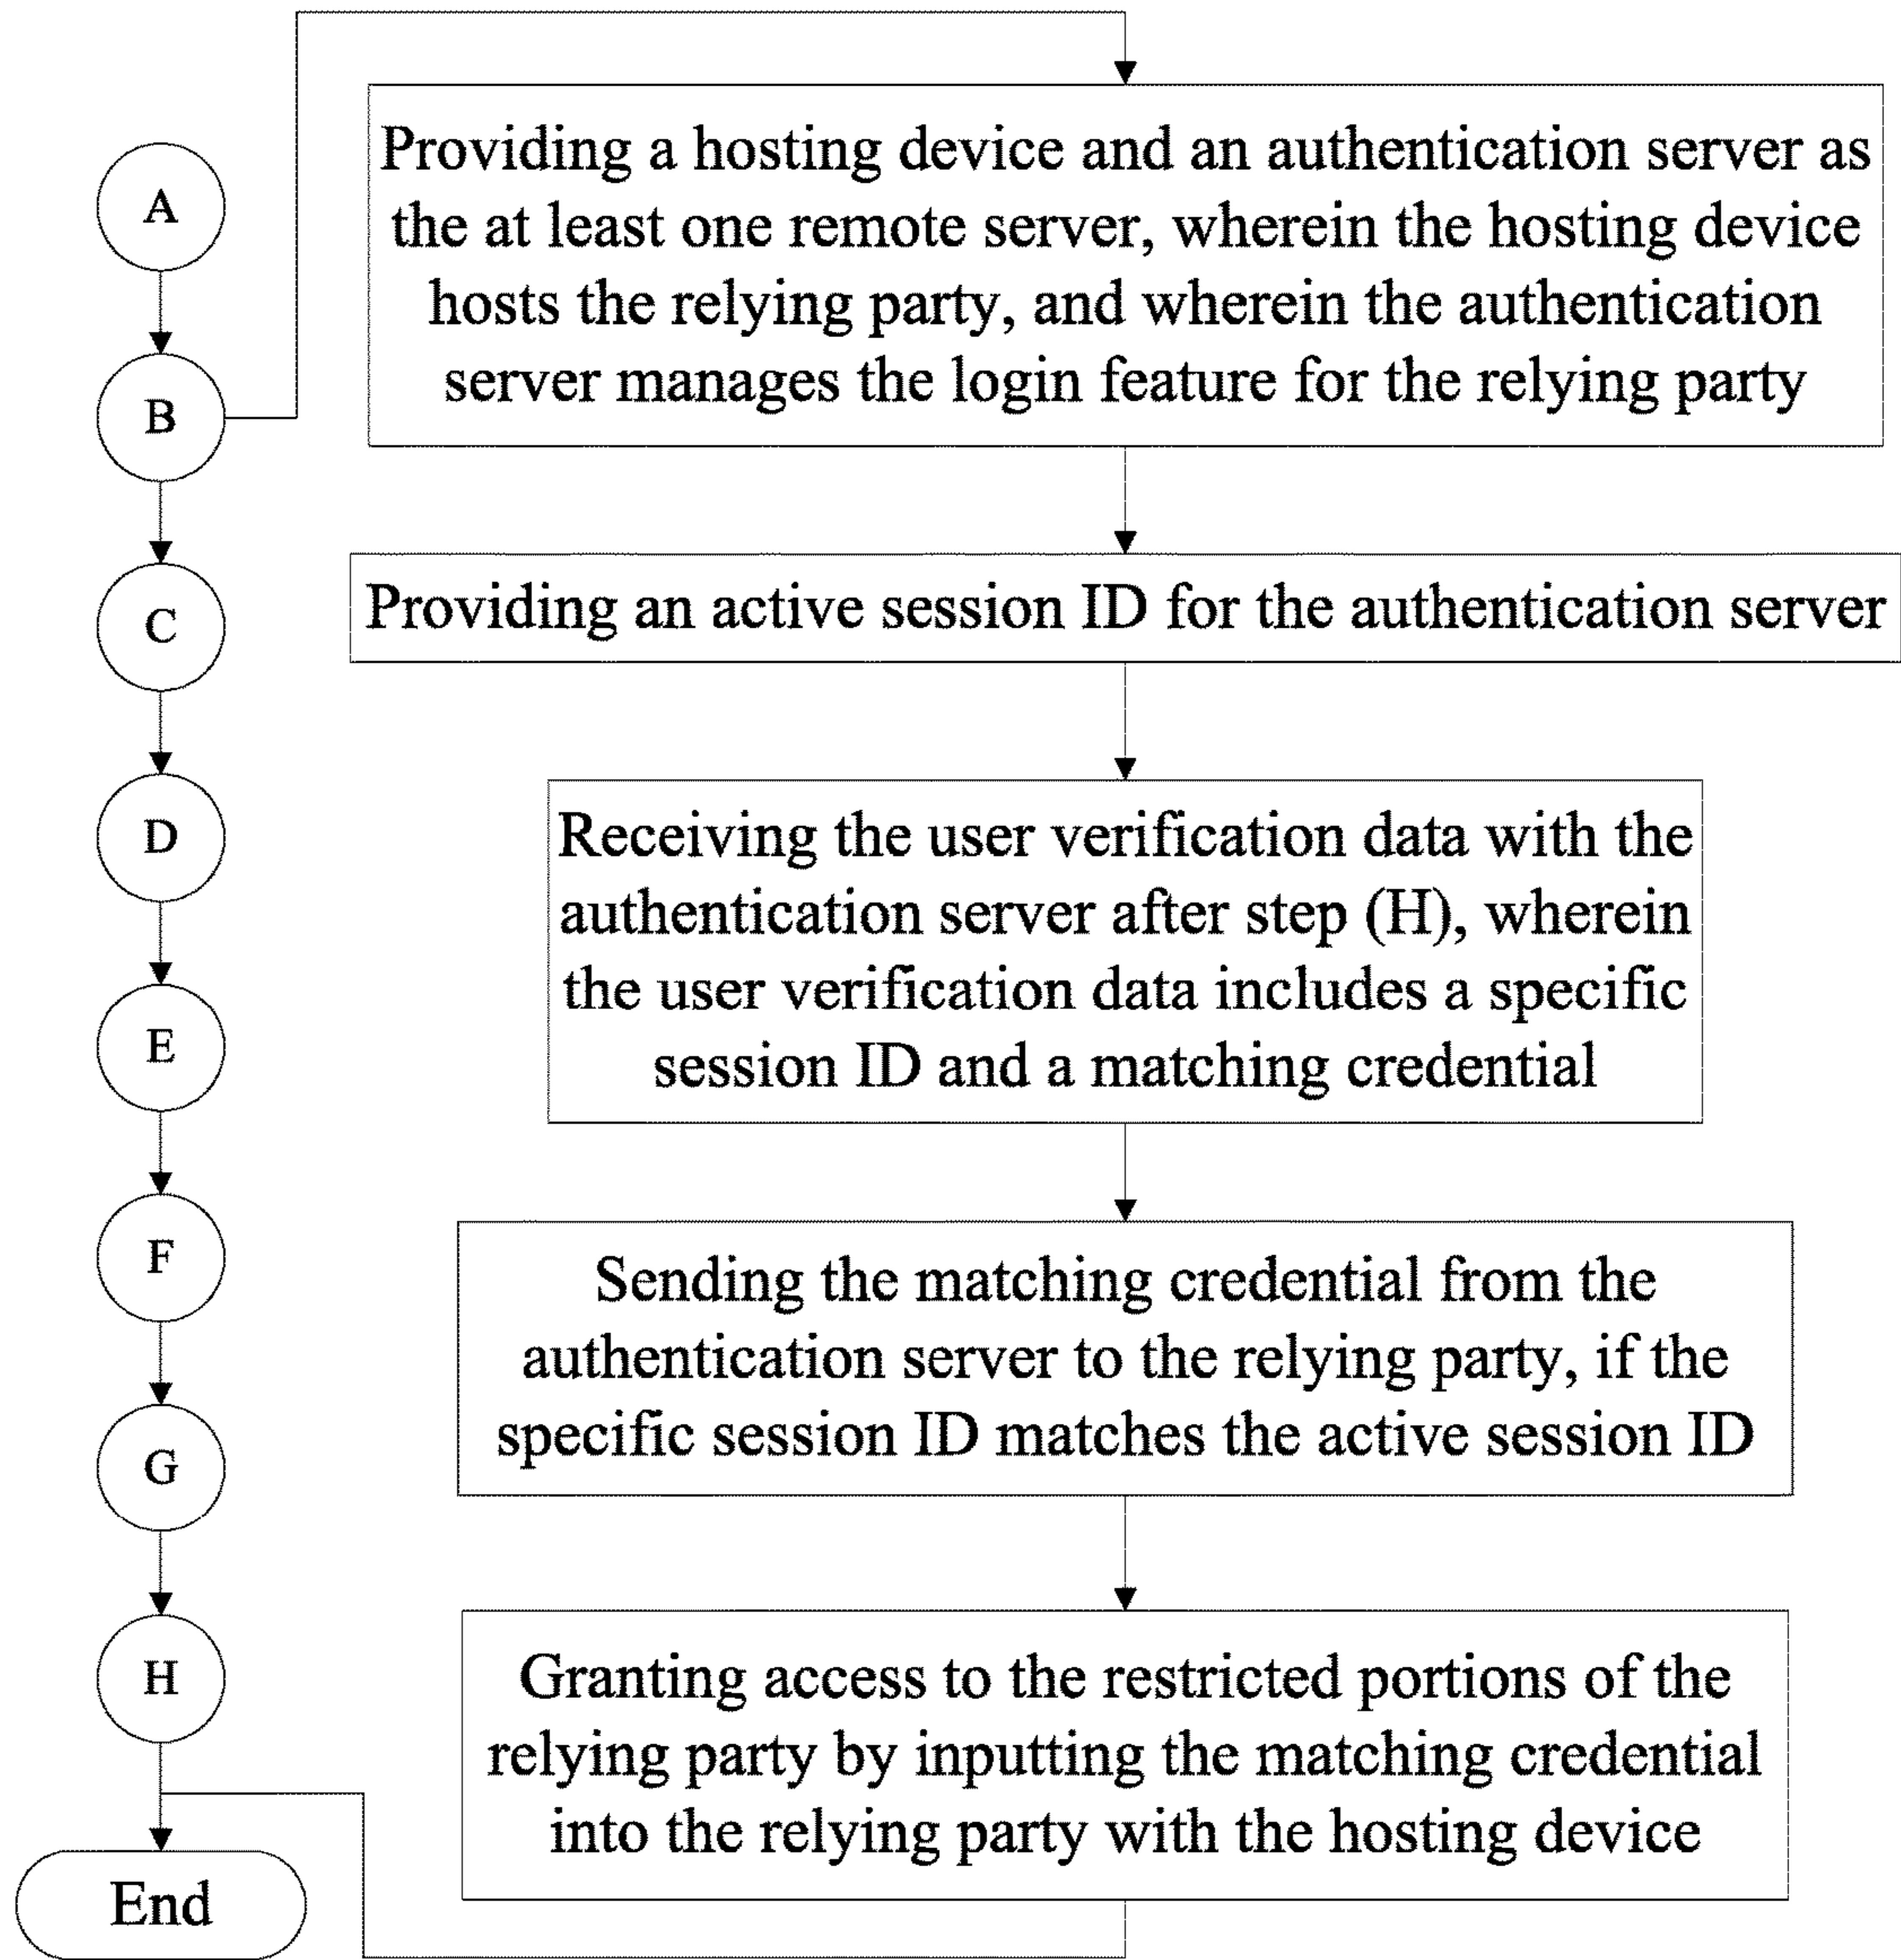 A
B
C
D
E
F
G
H
End
Providing a hosting device and an authentication server as
the at least one remote server, wherein the hosting device
hosts the relying party, and wherein the authentication
server manages the login feature for the relying party
Providing an active session ID for the authentication server
Receiving the user verification data with the
authentication server after step (H), wherein
the user verification data includes a specific
session ID and a matching credential
Sending the matching credential from the
authentication server to the relying party, if the
specific session ID matches the active session ID
Granting access to the restricted portions of the
relying party by inputting the matching credential
into the relying party with the hosting device